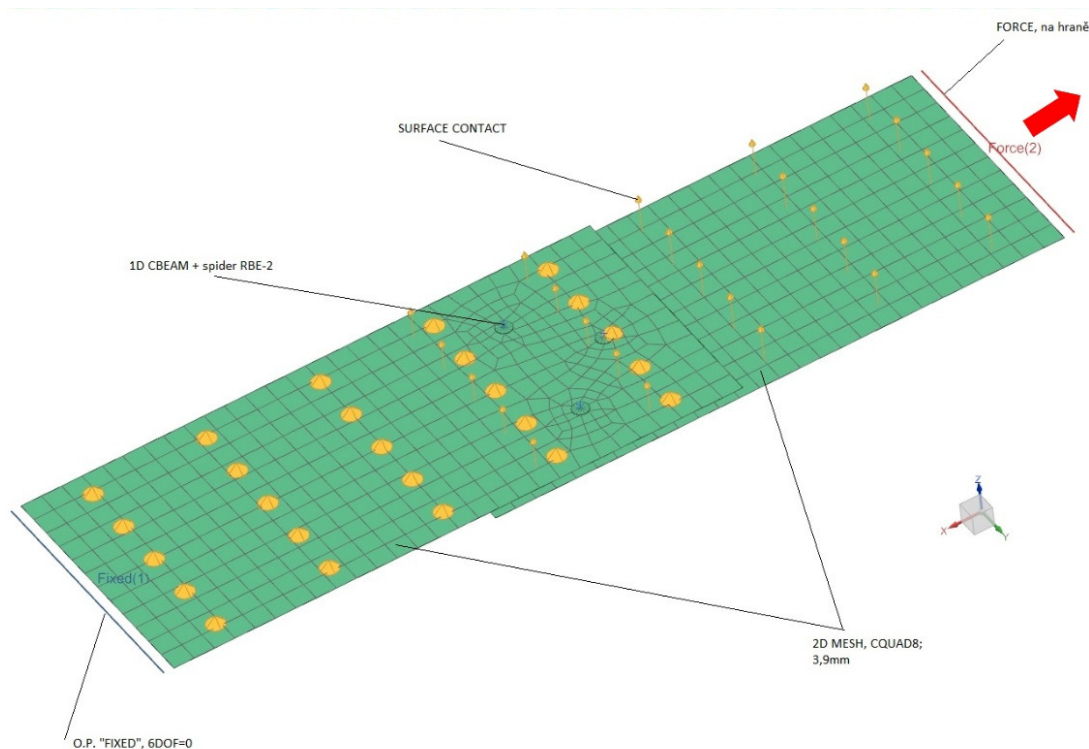 FORCE, na hraně
SURFACE CONTACT
Force(2)
1D CBEAM + spider RBE-2
Z
X
Y
Fixed(1)
2D MESH, CQUAD8;
3,9mm
O.P. "FIXED", 6DOF=0